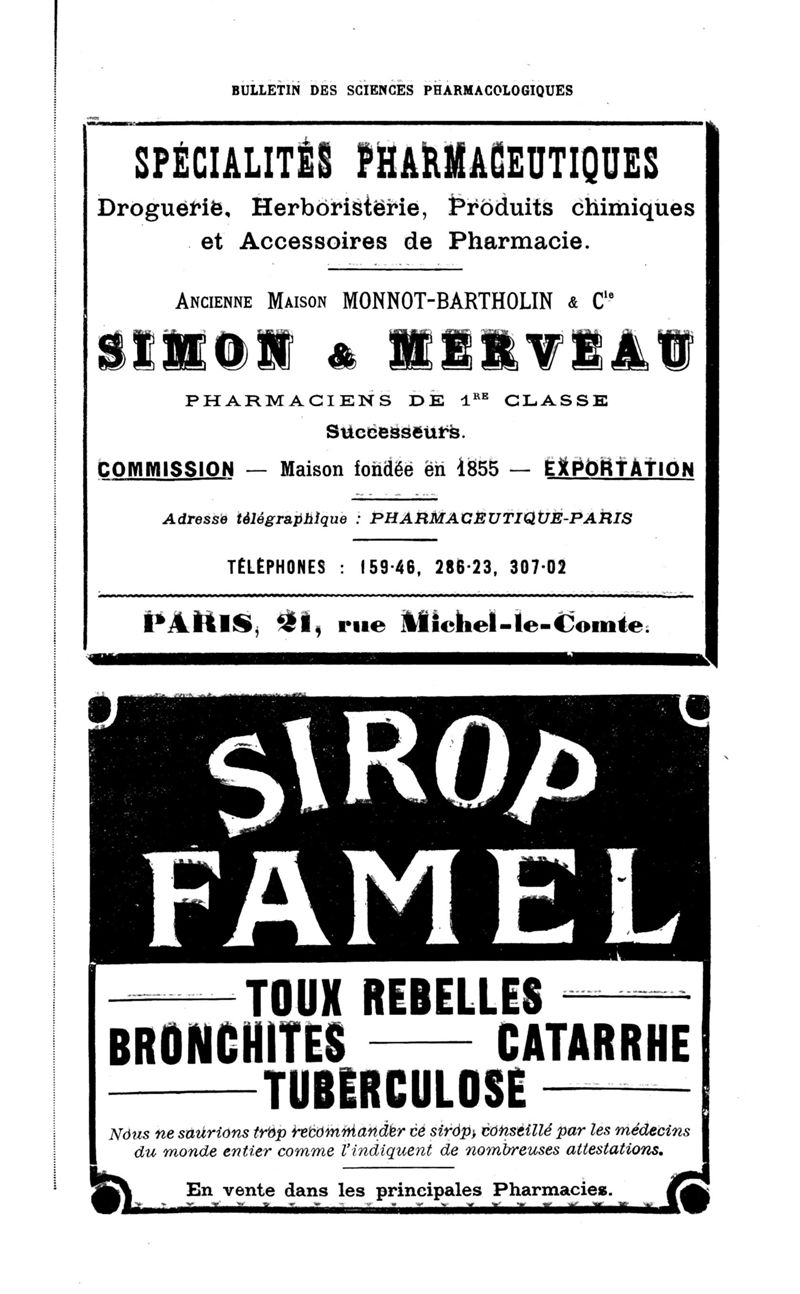 BULLETIN DES SCIENCES PHARMACOLOGIQUES
SPÉCIALITÉS PHARMACEUTIQUES
Droguerie, Herboristerie, Produits chimiques
et Accessoires de Pharmacie.
ANCIENNE MAISON MONNOT-BARTHOLIN & Cie
SIMON & MERVEAU
PHARMACIENS DE 1RE CLASSE
Successeurs.
COMMISSION — Maison fondée en 1855 — EXPORTATION
Adresse télégraphique : PHARMACEUTIQUE-PARIS
TÉLÉPHONES : 159·46, 286·23, 307·02
PARIS, 21, rue Michel-le-Comte.
SIROP
FAMEL
TOUX REBELLES
BRONCHITES — CATARRHE
TUBERCULOSE
Nous ne saurions trop recommander ce sirop, conseillé par les médecins
du monde entier comme l'indiquent de nombreuses attestations.
En vente dans les principales Pharmacies.